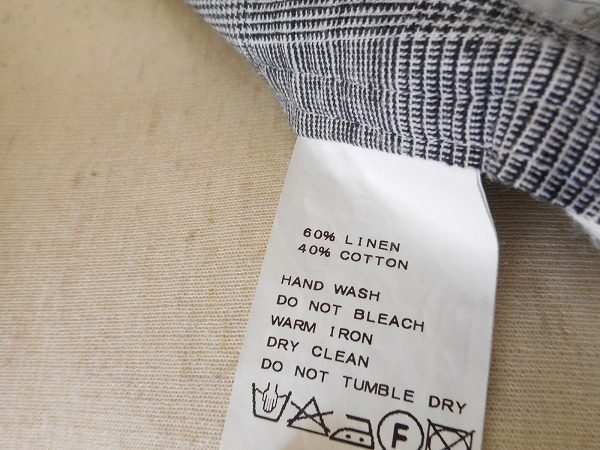 60% LINEN
40% COTTON
HAND WASH
DO NOT BLEACH
WARM IRON
DRY CLEAN
DO NOT TUMBLE DRY
F